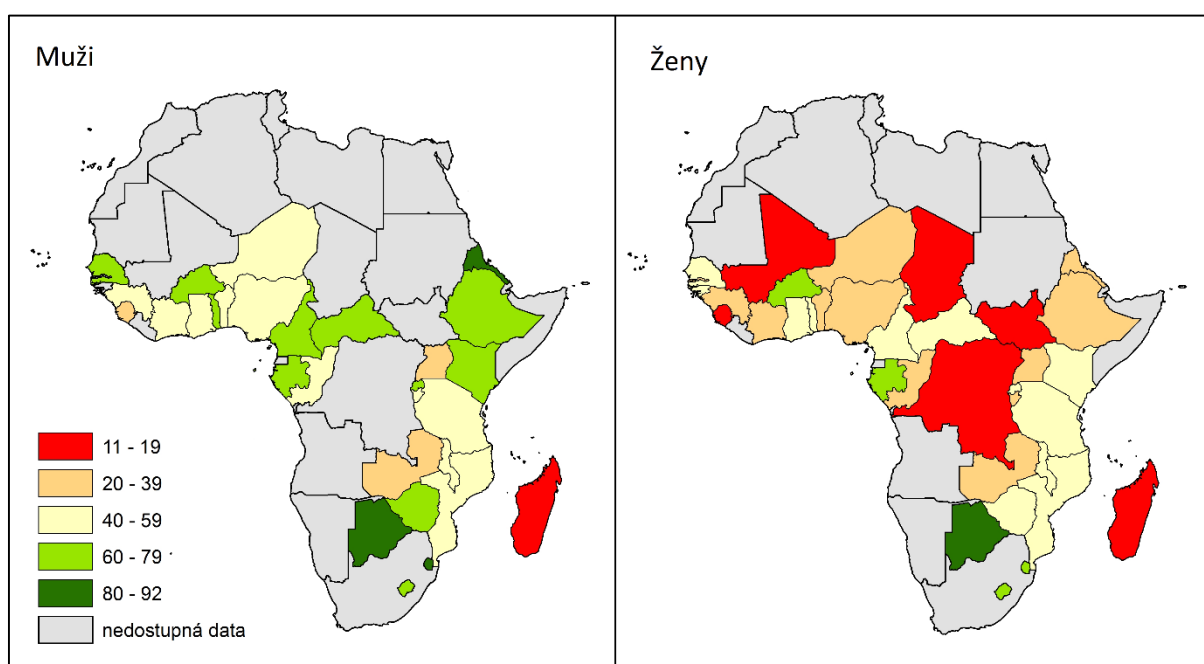 Muži
Ženy
11 - 19
20 - 39
40 - 59
60 - 79
80 - 92
nedostupná data